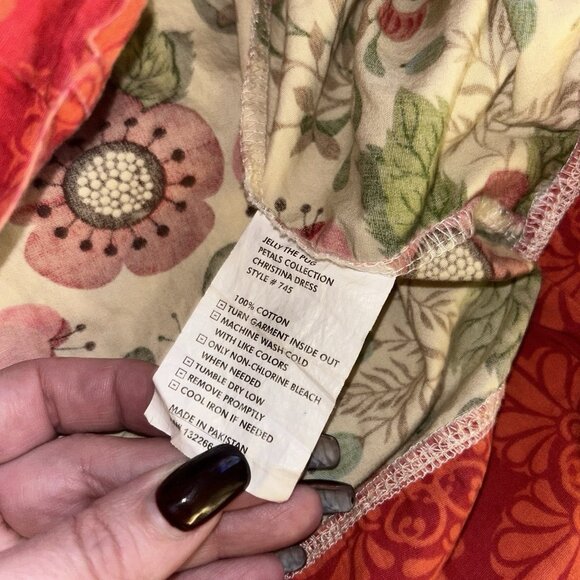 JELLY THE PUG
PETALS COLLECTION
CHRISTINA DRESS
STYLE # 745
100% COTTON
TURN GARMENT INSIDE OUT
MACHINE WASH COLD
WITH LIKE COLORS
ONLY NON-CHLORINE BLEACH
WHEN NEEDED
TUMBLE DRY LOW
REMOVE PROMPTLY
COOL IRON IF NEEDED
MADE IN PAKISTAN
132266